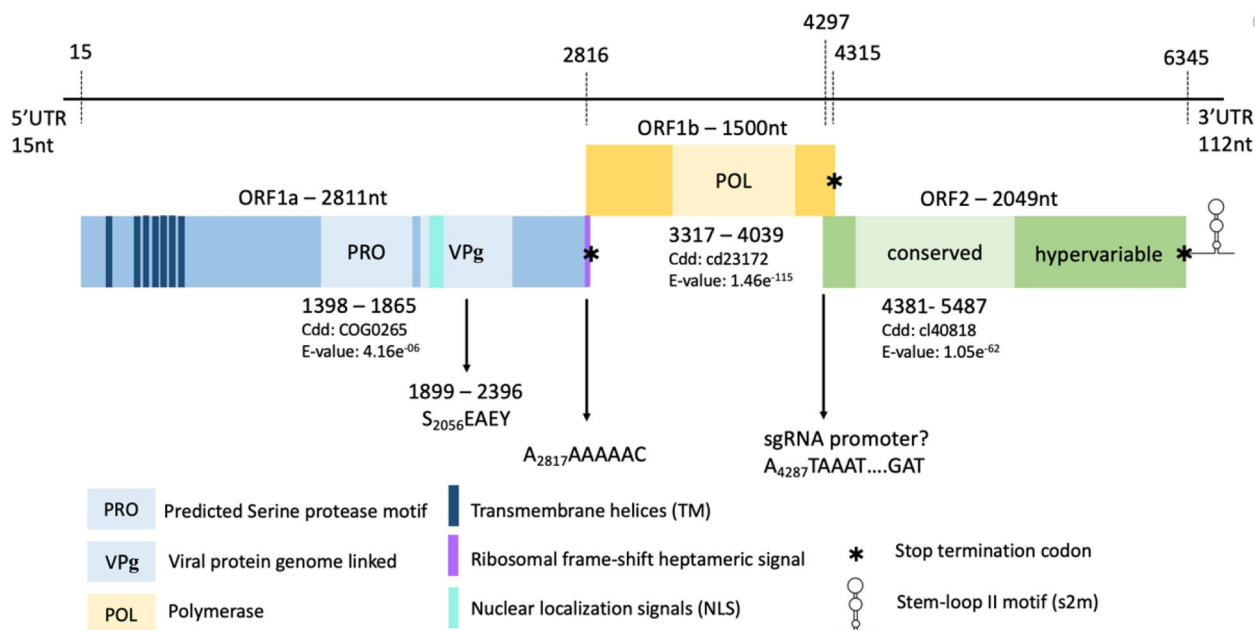 4297
15
2816
4315
6345
5'UTR
15nt
3'UTR
112nt
ORF1b – 1500nt
POL
ORF1a – 2811nt
ORF2 – 2049nt
PRO
VPg
conserved
hypervariable
3317 – 4039
Cdd: cd23172
E-value: 1.46e-115
1398 – 1865
Cdd: COG0265
E-value: 4.16e-06
4381- 5487
Cdd: cl40818
E-value: 1.05e-62
1899 – 2396
S2056EAEY
A2817AAAAAC
sgRNA promoter?
A4287TAAAT....GAT
PRO Predicted Serine protease motif
Transmembrane helices (TM)
VPg Viral protein genome linked
Ribosomal frame-shift heptameric signal
Stop termination codon
POL Polymerase
Nuclear localization signals (NLS)
Stem-loop II motif (s2m)